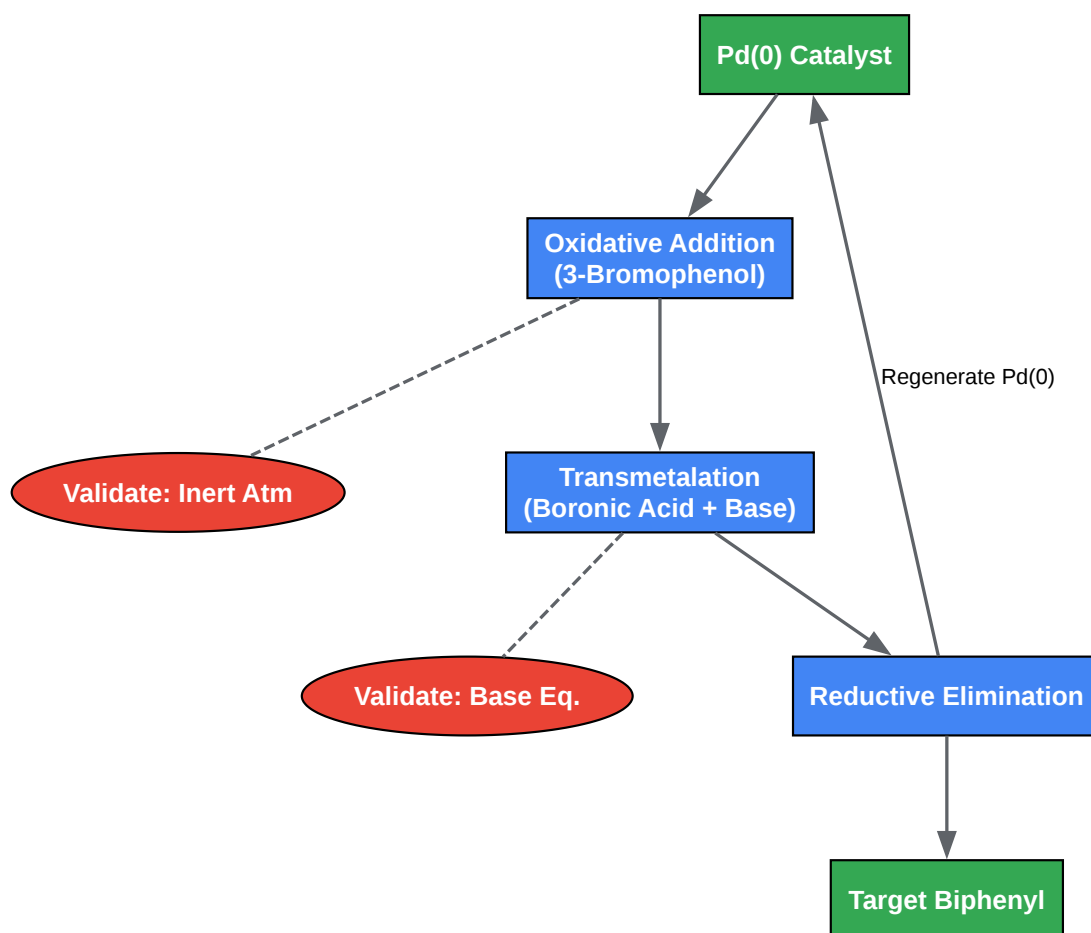 Pd(0) Catalyst
Oxidative Addition
(3-Bromophenol)
Regenerate Pd(0)
Transmetalation
(Boronic Acid + Base)
Validate: Inert Atm
Validate: Base Eq.
Reductive Elimination
Target Biphenyl